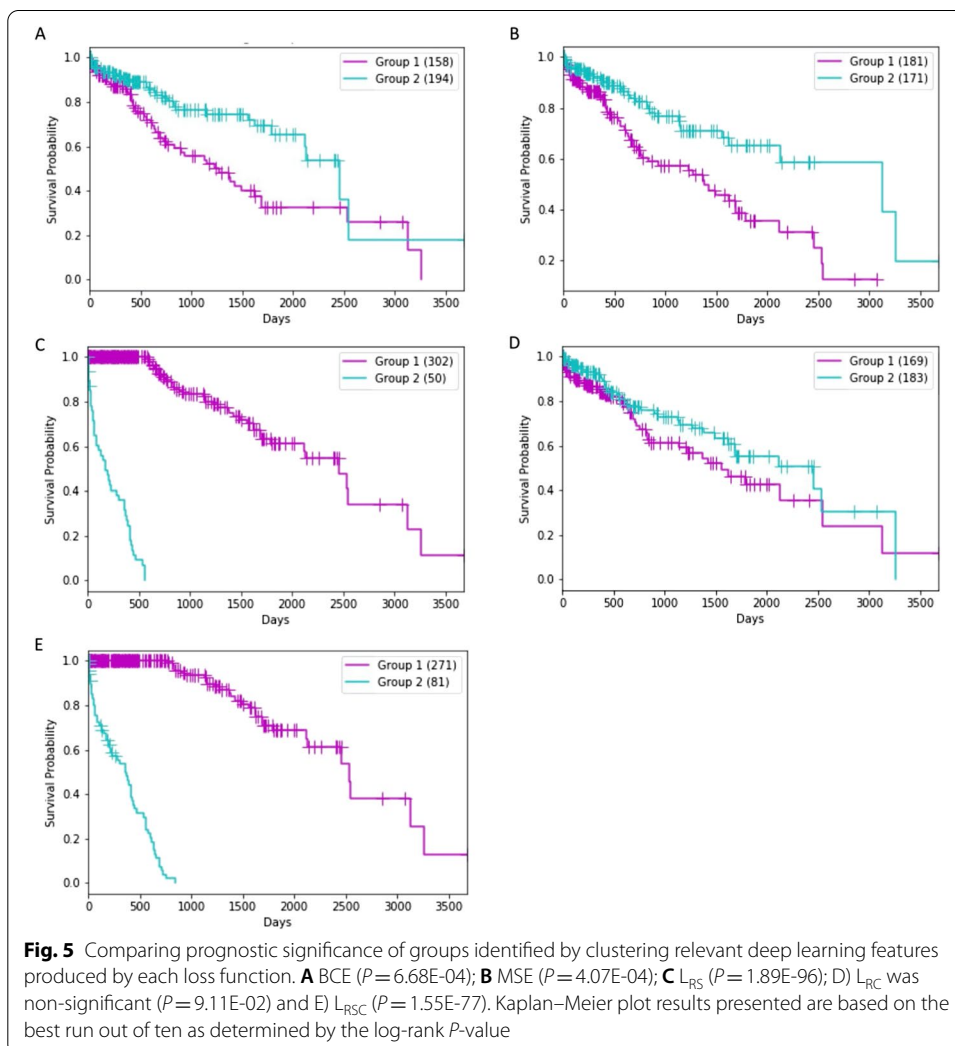 A
Group 1 (158)
Group 2 (194)
1.0
0.8
0.6
0.4
0.2
0.0
Survival Probability
0 500 1000 1500 2000 2500 3000 3500
Days
B
Group 1 (181)
Group 2 (171)
1.0
0.8
0.6
0.4
0.2
Survival Probability
0 500 1000 1500 2000 2500 3000 3500
Days
C
Group 1 (302)
Group 2 (50)
1.0
0.8
0.6
0.4
0.2
0.0
Survival Probability
0 500 1000 1500 2000 2500 3000 3500
Days
D
Group 1 (169)
Group 2 (183)
1.0
0.8
0.6
0.4
0.2
0.0
Survival Probability
0 500 1000 1500 2000 2500 3000 3500
Days
E
Group 1 (271)
Group 2 (81)
1.0
0.8
0.6
0.4
0.2
0.0
Survival Probability
0 500 1000 1500 2000 2500 3000 3500
Days
Fig. 5 Comparing prognostic significance of groups identified by clustering relevant deep learning features
produced by each loss function. A BCE (P = 6.68E-04); B MSE (P = 4.07E-04); C LRS (P = 1.89E-96); D) LRC was
non-significant (P = 9.11E-02) and E) LRSC (P = 1.55E-77). Kaplan–Meier plot results presented are based on the
best run out of ten as determined by the log-rank P-value